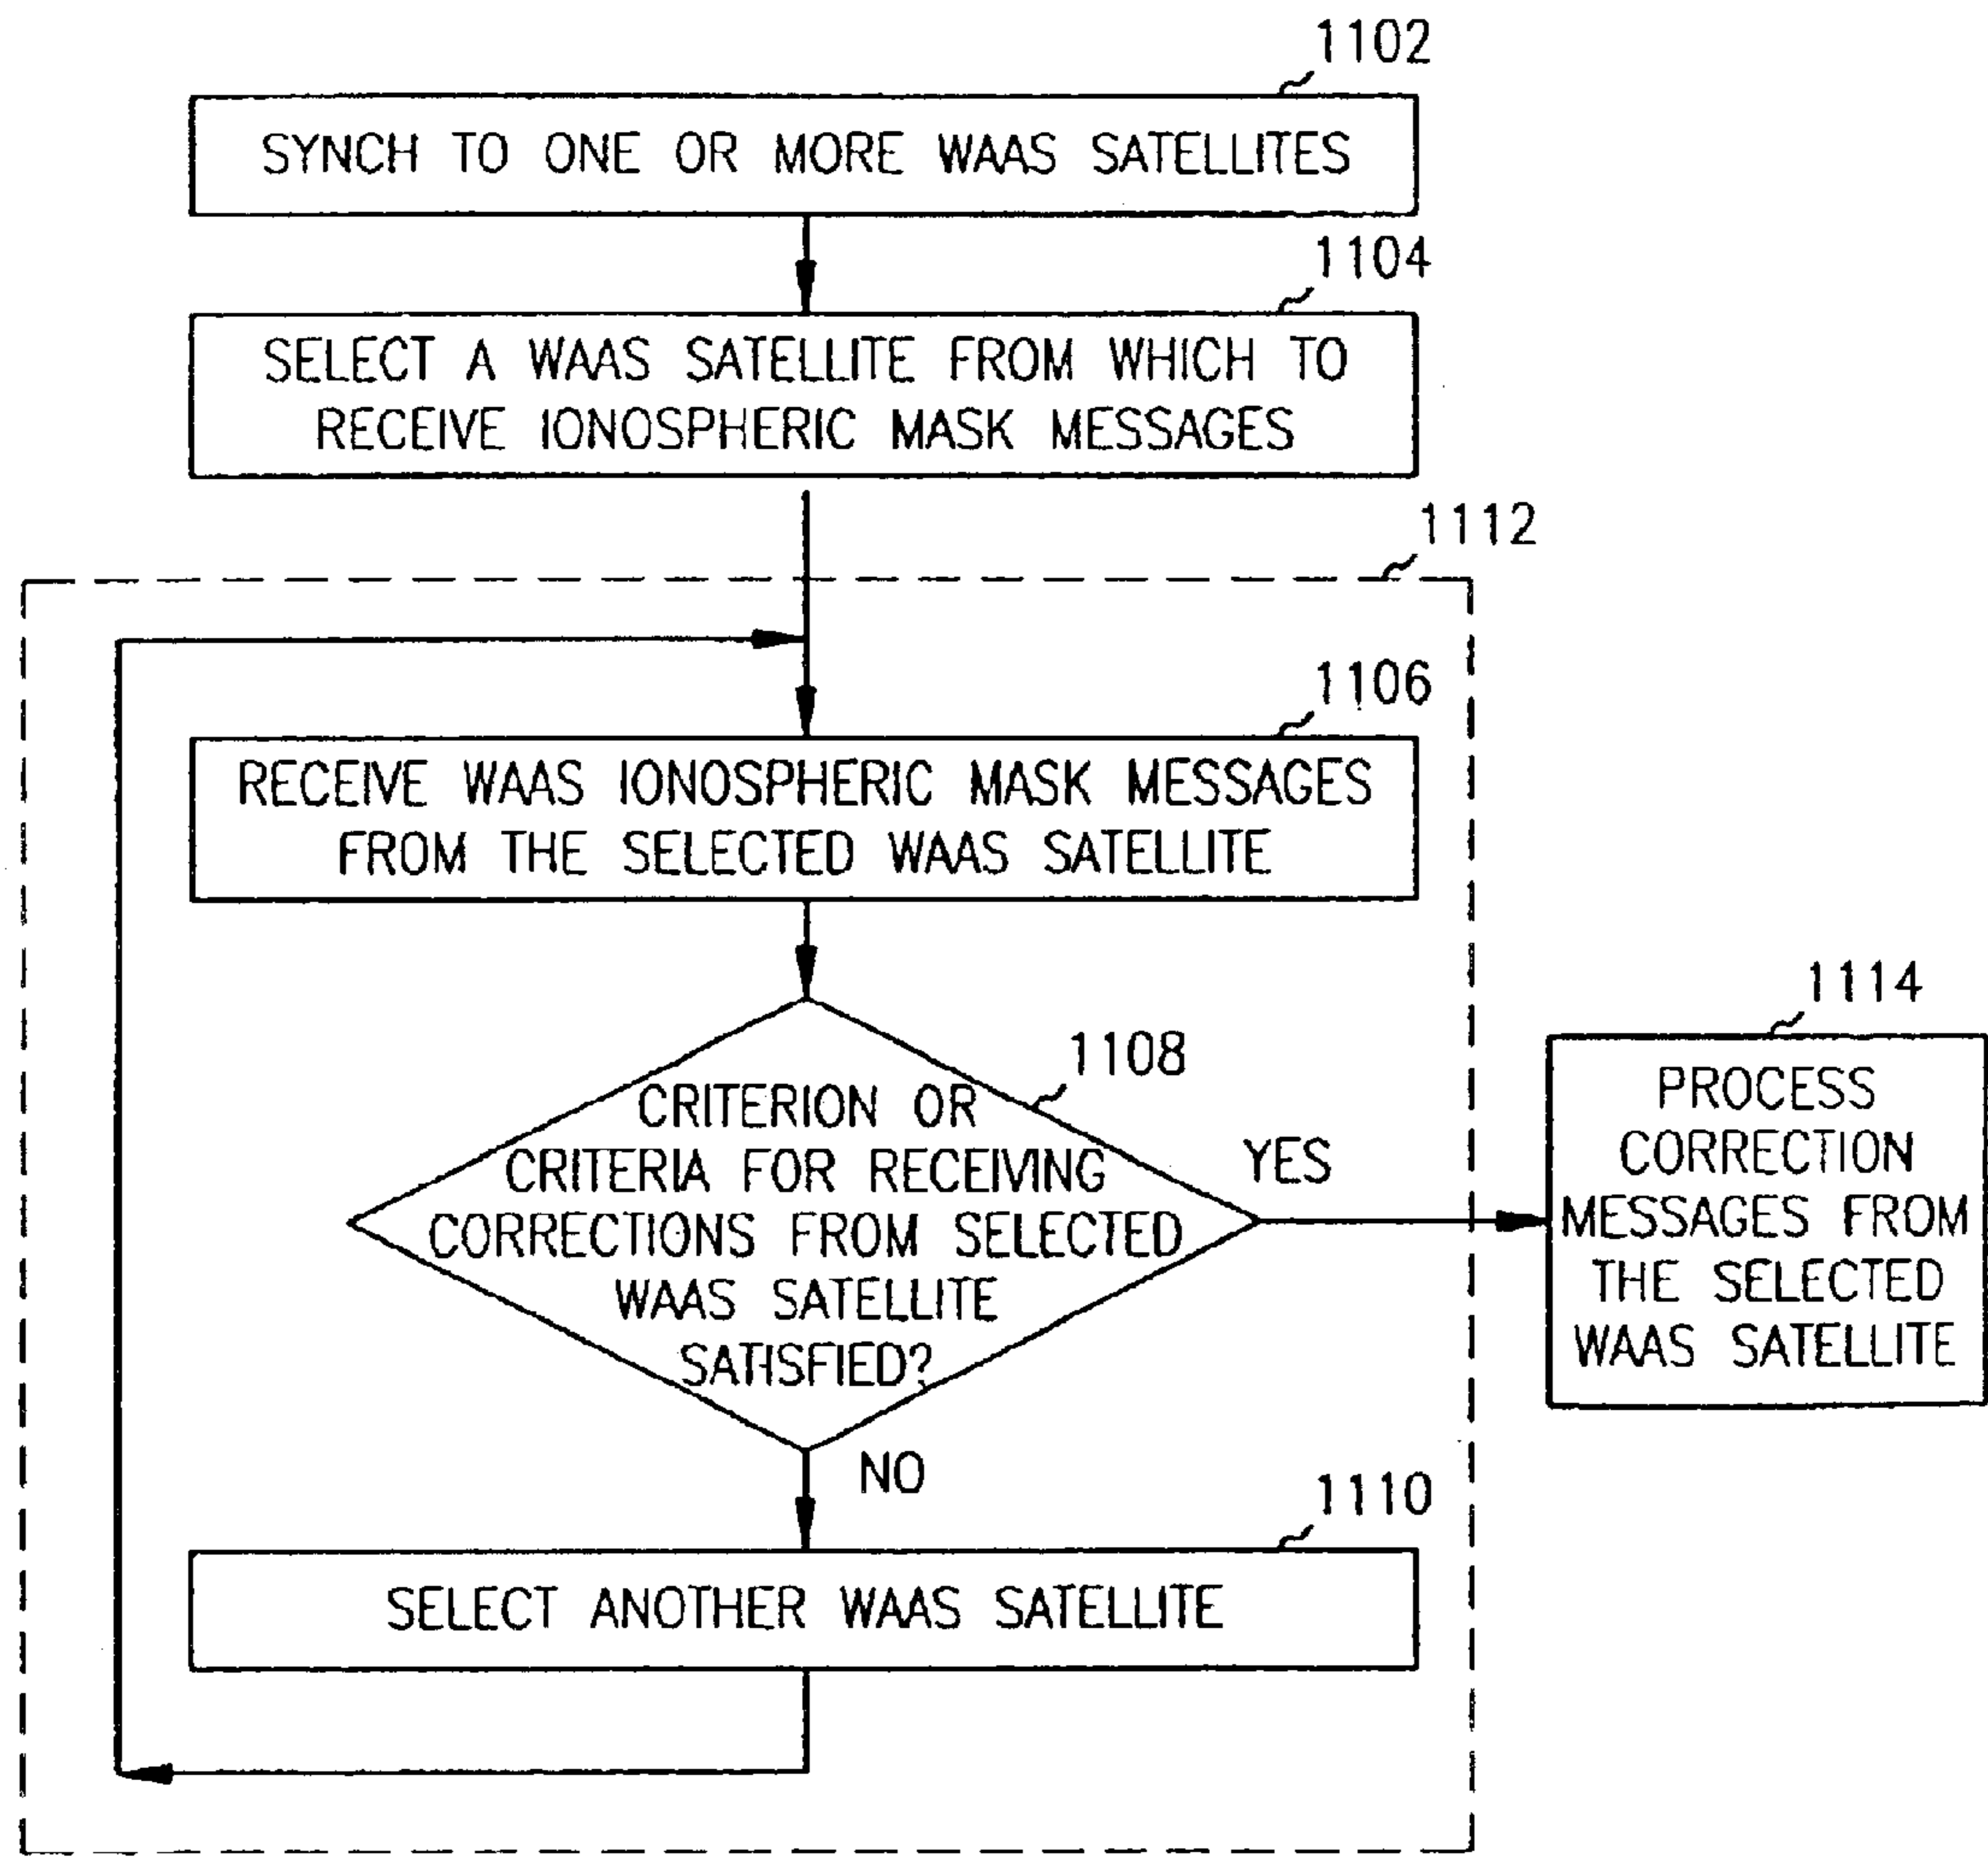 1102
SYNCH TO ONE OR MORE WAAS SATELLITES
1104
SELECT A WAAS SATELLITE FROM WHICH TO
RECEIVE IONOSPHERIC MASK MESSAGES
1112
1106
RECEIVE WAAS IONOSPHERIC MASK MESSAGES
FROM THE SELECTED WAAS SATELLITE
1108
CRITERION OR
CRITERIA FOR RECEIVING
CORRECTIONS FROM SELECTED
WAAS SATELLITE
SATISFIED?
YES
NO
1114
PROCESS
CORRECTION
MESSAGES FROM
THE SELECTED
WAAS SATELLITE
1110
SELECT ANOTHER WAAS SATELLITE